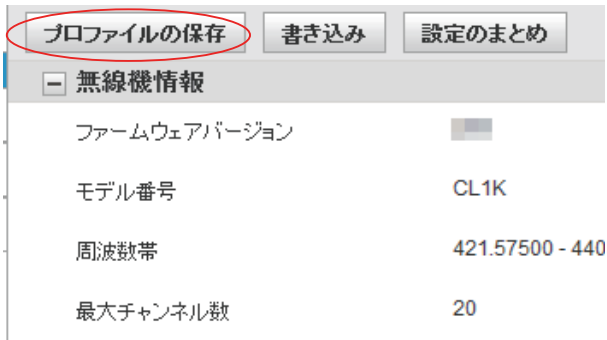 プロファイルの保存 書き込み 設定のまとめ
無線機情報
ファームウェアバージョン
モデル番号 CL1K
周波数帯 421.57500 - 440
最大チャンネル数 20